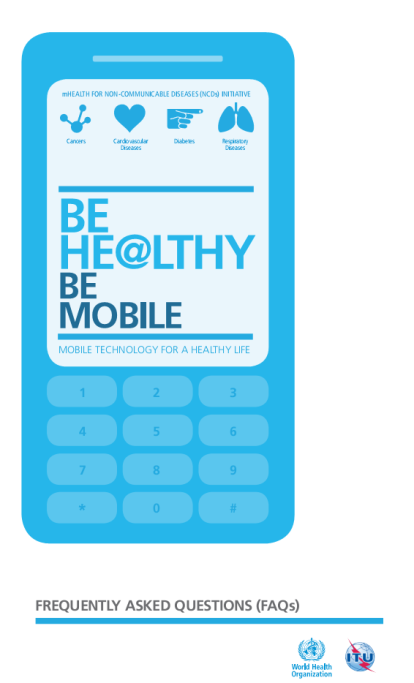 mHEALTH FOR NON-COMMUNICABLE DISEASES (NCDs) INITIATIVE
Cancers
Cardio-vascular
Diseases
Diabetes
Respiratory
Diseases
BE
HE@LTHY
BE
MOBILE
MOBILE TECHNOLOGY FOR A HEALTHY LIFE
1 2 3
4 5 6
7 8 9
* 0 #
FREQUENTLY ASKED QUESTIONS (FAQs)
World Health
Organization
ITU